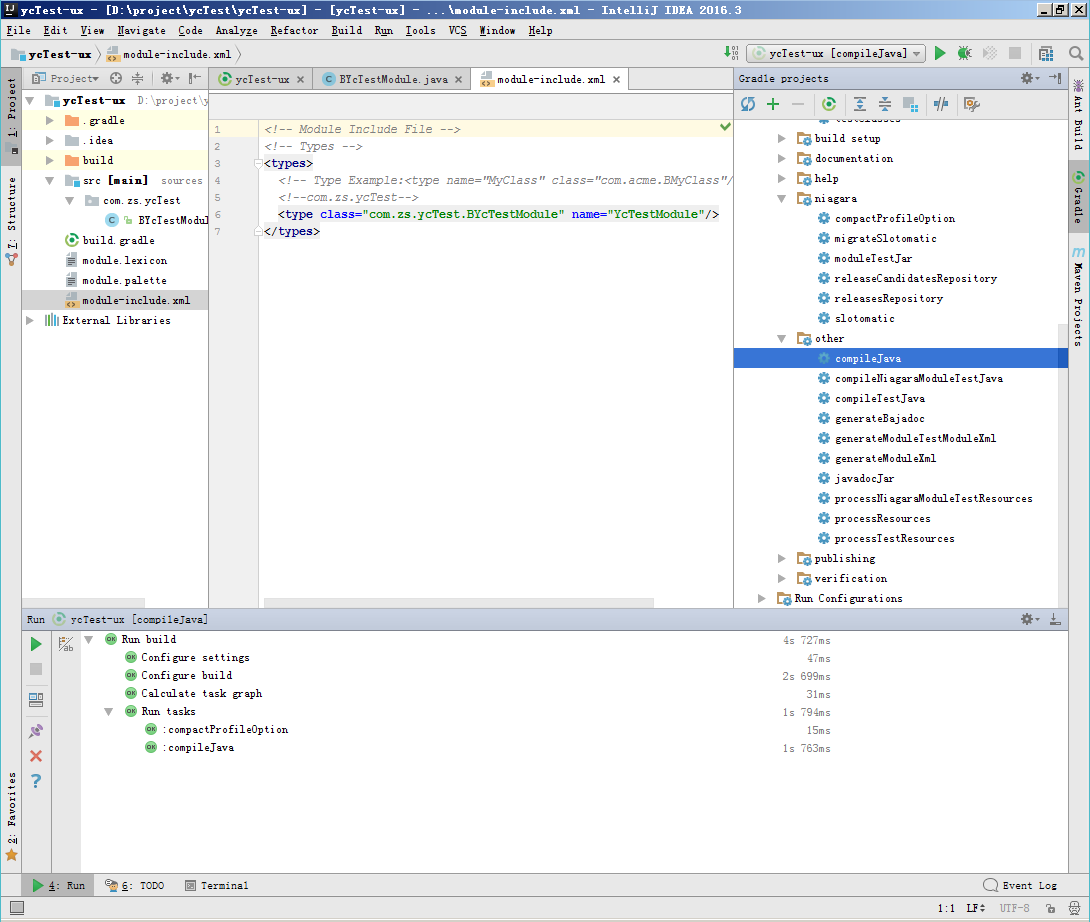 ycTest-ux - [D:\project\ycTest\ycTest-ux] - [ycTest-ux] - ...\module-include.xml - IntelliJ IDEA 2016.3
File Edit View Navigate Code Analyze Refactor Build Run Tools VCS Window Help
ycTest-ux module-include.xml
ycTest-ux [compileJava]
Project
ycTest-ux BYcTestModule.java module-include.xml
Gradle projects
1: Project
7: Structure
2: Favorites
ycTest-ux D:\project\y
.gradle
.idea
build
src [main] sources
com.zs.ycTest
BYcTestModul
build.gradle
module.lexicon
module.palette
module-include.xml
External Libraries
1 <!-- Module Include File -->
2 <!-- Types -->
3 <types>
4 <!-- Type Example:<type name="MyClass" class="com.acme.BMyClass"/
5 <!--com.zs.ycTest-->
6 <type class="com.zs.ycTest.BYcTestModule" name="YcTestModule"/>
7 </types>
build setup
documentation
help
niagara
compactProfileOption
migrateSlotomatic
moduleTestJar
releaseCandidatesRepository
releasesRepository
slotomatic
other
compileJava
compileNiagaraModuleTestJava
compileTestJava
generateBajadoc
generateModuleTestModuleXml
generateModuleXml
javadocJar
processNiagaraModuleTestResources
processResources
processTestResources
publishing
verification
Run Configurations
Ant Build
Gradle
Maven Projects
Run ycTest-ux [compileJava]
Run build 4s 727ms
Configure settings 47ms
Configure build 2s 699ms
Calculate task graph 31ms
Run tasks 1s 794ms
:compactProfileOption 15ms
:compileJava 1s 763ms
4: Run 6: TODO Terminal Event Log
1:1 LF UTF-8